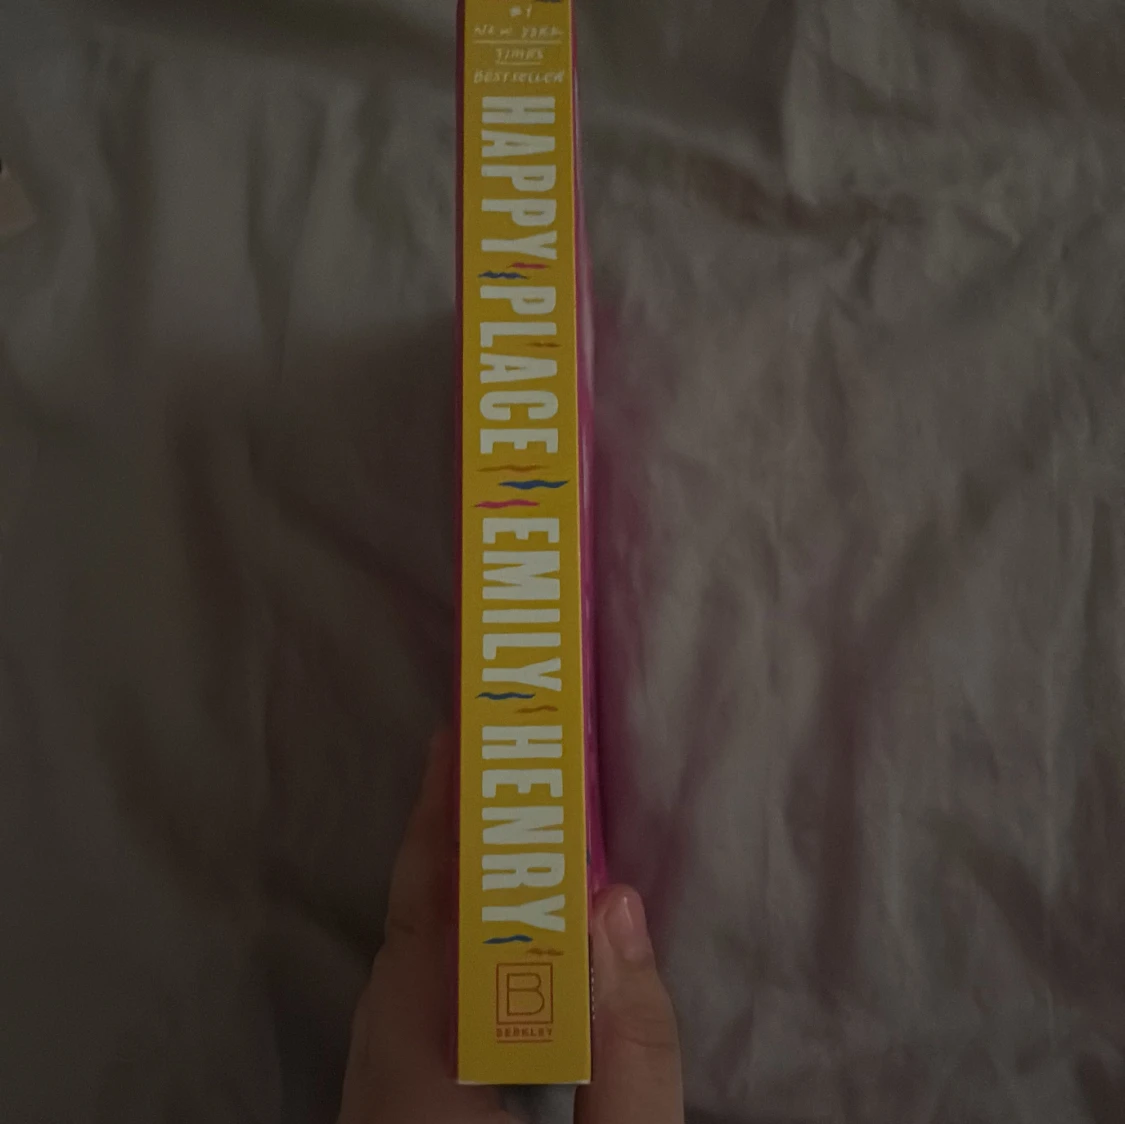 #1
NEW YORK
TIMES
BESTSELLER
HAPPY PLACE
EMILY HENRY
B
BERKLEY